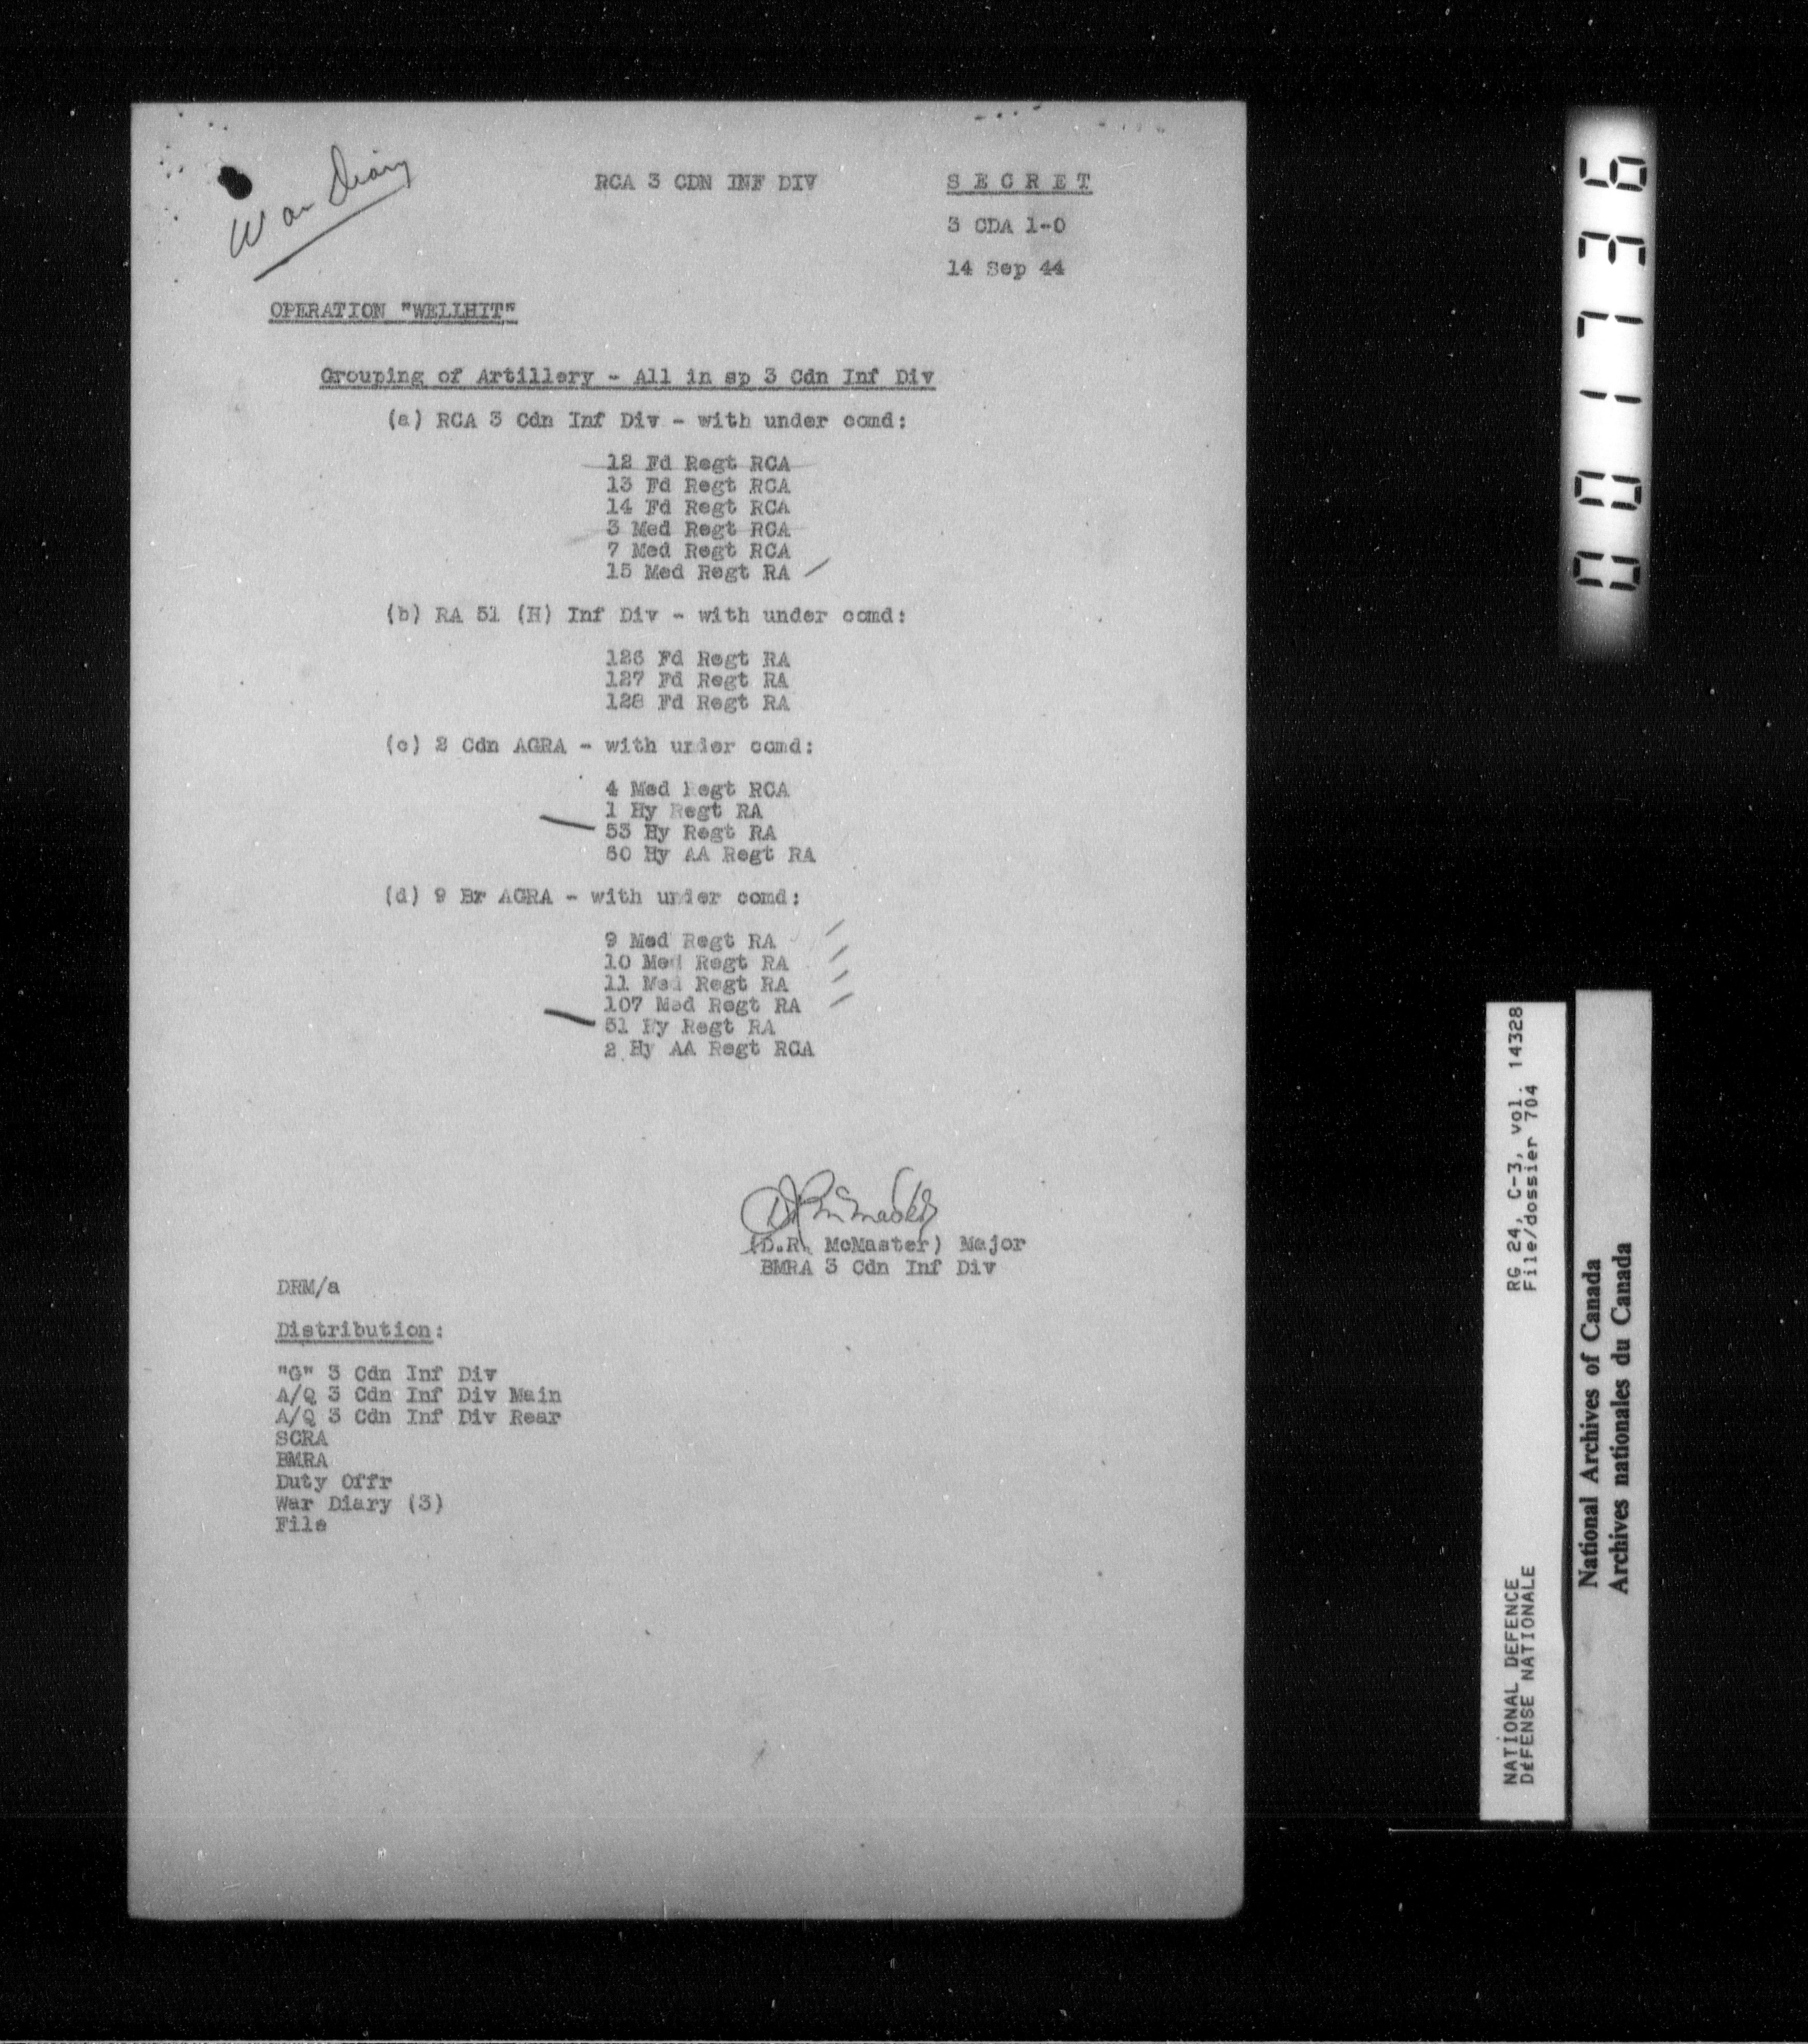 War Diary
RCA 3 CDN INF DIV
SECRET
3 CDA 1-0
14 Sep 44
OPERATION "WELLHIT"
Grouping of Artillery - All in sp 3 Cdn Inf Div
(a) RCA 3 Cdn Inf Div - with under comd:
12 Fd Regt RCA
13 Fd Regt RCA
14 Fd Regt RCA
3 Med Regt RCA
7 Med Regt RCA
15 Med Regt RA
(b) RA 51 (H) Inf Div - with under comd:
126 Fd Regt RA
127 Fd Regt RA
128 Fd Regt RA
(c) 2 Cdn AGRA - with under comd:
4 Med Regt RCA
1 Hy Regt RA
53 Hy Regt RA
50 Hy AA Regt RA
(d) 9 Br AGRA - with under comd:
9 Med Regt RA
10 Med Regt RA
11 Med Regt RA
107 Med Regt RA
51 Hy Regt RA
2 Hy AA Regt RCA
(D.R. McMaster) Major
BMRA 3 Cdn Inf Div
DRM/a
Distribution:
"G" 3 Cdn Inf Div
A/Q 3 Cdn Inf Div Main
A/Q 3 Cdn Inf Div Rear
SCRA
BMRA
Duty Offr
War Diary (3)
File
001736
NATIONAL DEFENCE RG 24, C-3, vol. 14328
DéFENSE NATIONALE File/dossier 704
National Archives of Canada
Archives nationales du Canada